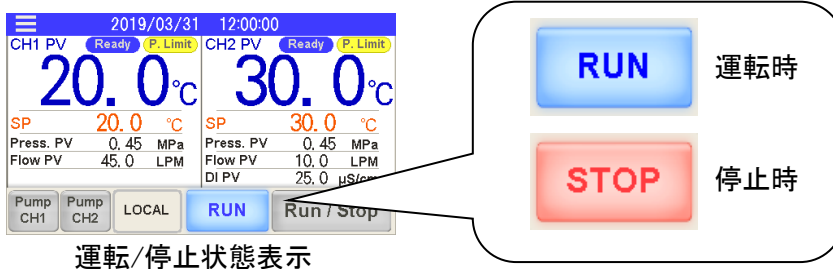 2019/03/31 12:00:00
CH1 PV Ready P. Limit
20.0℃
SP 20.0 ℃
Press. PV 0.45 MPa
Flow PV 45.0 LPM
CH2 PV Ready P. Limit
30.0℃
SP 30.0 ℃
Press. PV 0.45 MPa
Flow PV 10.0 LPM
DI PV 25.0 μS/cm
Pump CH1
Pump CH2
LOCAL
RUN
Run / Stop
運転/停止状態表示
RUN 運転時
STOP 停止時